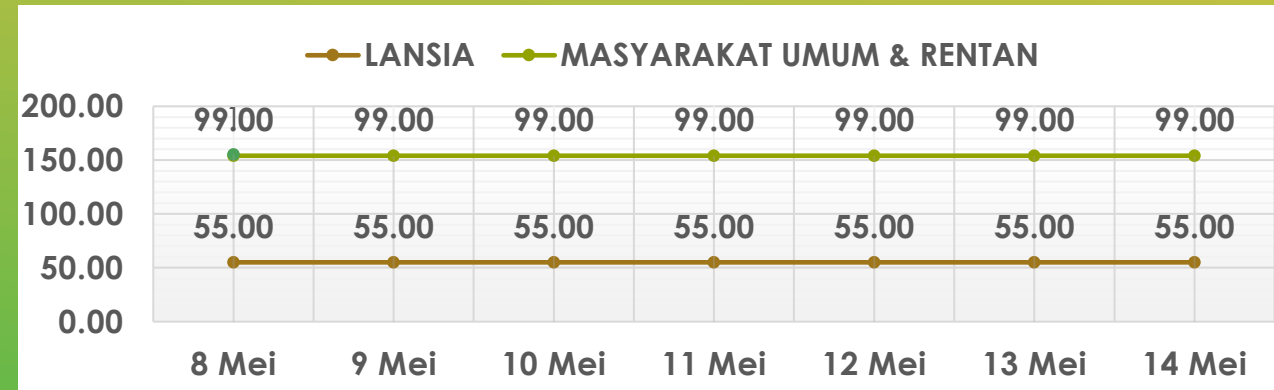 LANSIA MASYARAKAT UMUM & RENTAN
200.00
99.00 99.00 99.00 99.00 99.00 99.00 99.00
150.00
100.00
55.00 55.00 55.00 55.00 55.00 55.00 55.00
50.00
0.00
8 Mei 9 Mei 10 Mei 11 Mei 12 Mei 13 Mei 14 Mei